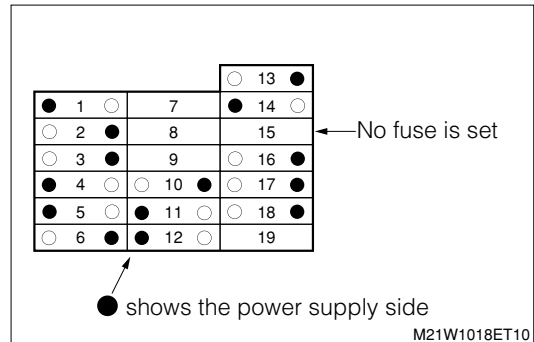 13
1 7 14
2 8 15 No fuse is set
3 9 16
4 10 17
5 11 18
6 12 19
shows the power supply side
M21W1018ET10